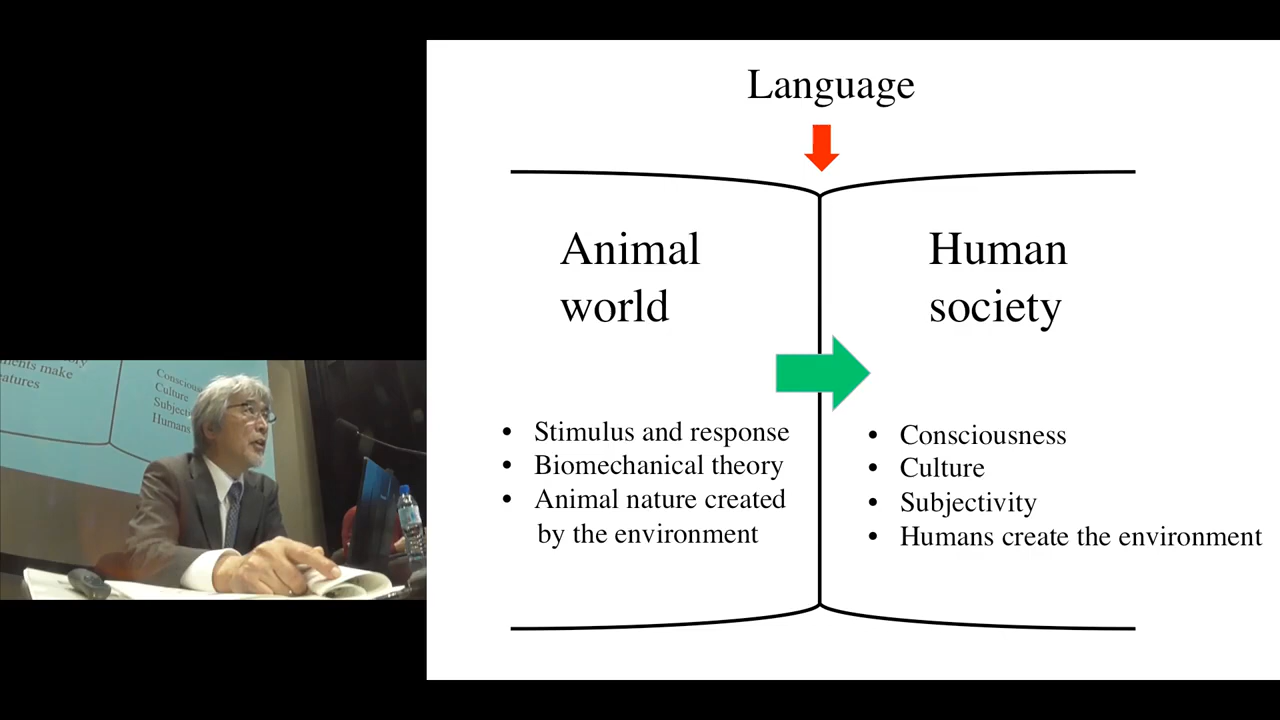 Language
Animal
world
Human
society
• Stimulus and response
• Biomechanical theory
• Animal nature created
by the environment
• Consciousness
• Culture
• Subjectivity
• Humans create the environment
make
Culture
Humans